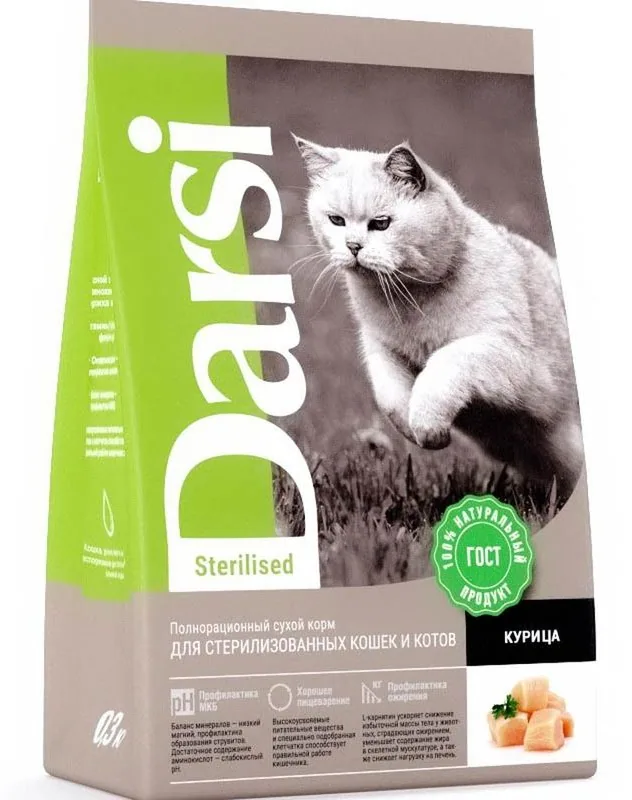 Darsi
Sterilised
100% НАТУРАЛЬНЫЙ
ГОСТ
ПРОДУКТ
Полнорационный сухой корм
ДЛЯ СТЕРИЛИЗОВАННЫХ КОШЕК И КОТОВ
КУРИЦА
pH
Профилактика
МКБ
Баланс минералов — низкий
магний, профилактика
образования струвитов.
Достаточное содержание
аминокислот — слабокислый
pH.
Хорошее
пищеварение
Высокоусвояемые
питательные вещества
и специально подобранная
клетчатка способствует
правильной работе
кишечника.
КГ
Профилактика
ожирения
L-карнитин ускоряет снижение
избыточной массы тела у живот-
ных, страдающих ожирением,
уменьшает содержание жира
в скелетной мускулатуре, а так-
же снижает нагрузку на печень.
0,3 к